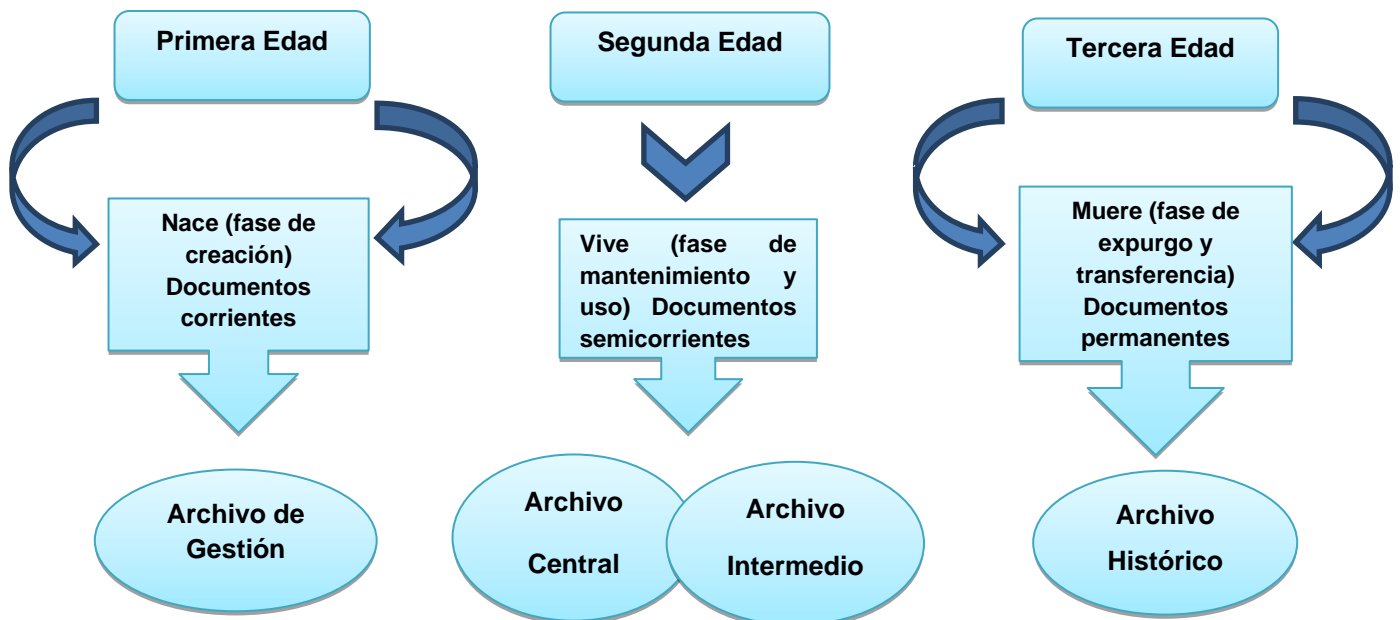 Primera Edad
Nace (fase de
creación)
Documentos
corrientes
Archivo de
Gestión
Segunda Edad
Vive (fase de
mantenimiento y
uso) Documentos
semicorrientes
Archivo
Central
Archivo
Intermedio
Tercera Edad
Muere (fase de
expurgo y
transferencia)
Documentos
permanentes
Archivo
Histórico